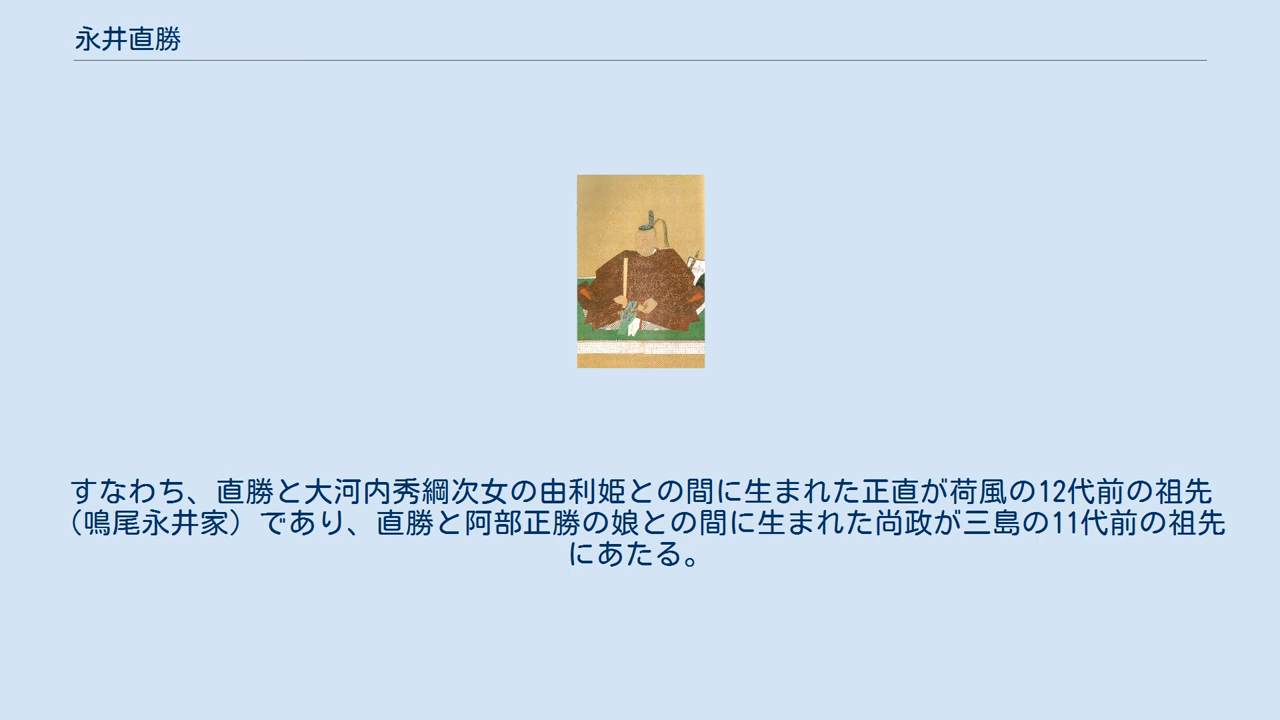 永井直勝
すなわち、直勝と大河内秀綱次女の由利姫との間に生まれた正直が荷風の12代前の祖先
（鳴尾永井家）であり、直勝と阿部正勝の娘との間に生まれた尚政が三島の11代前の祖先
にあたる。